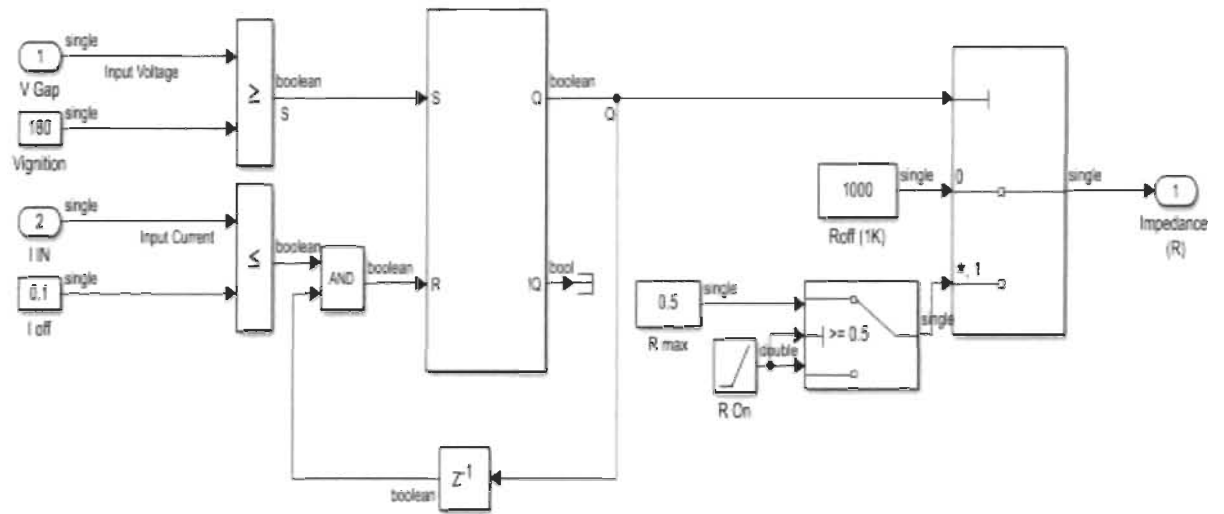 single
1
V Gap
Input Voltage
single
180
Vignition
≥
boolean
S
single
2
I IN
Input Current
single
0.1
I off
≤
boolean
AND
boolean
S
Q
R
!Q
boolean
Q
bool
Z-1
boolean
1000
single
Roff (1K)
0
*, 1
single
1
Impedance
(R)
0.5
single
R max
double
R On
>= 0.5
single